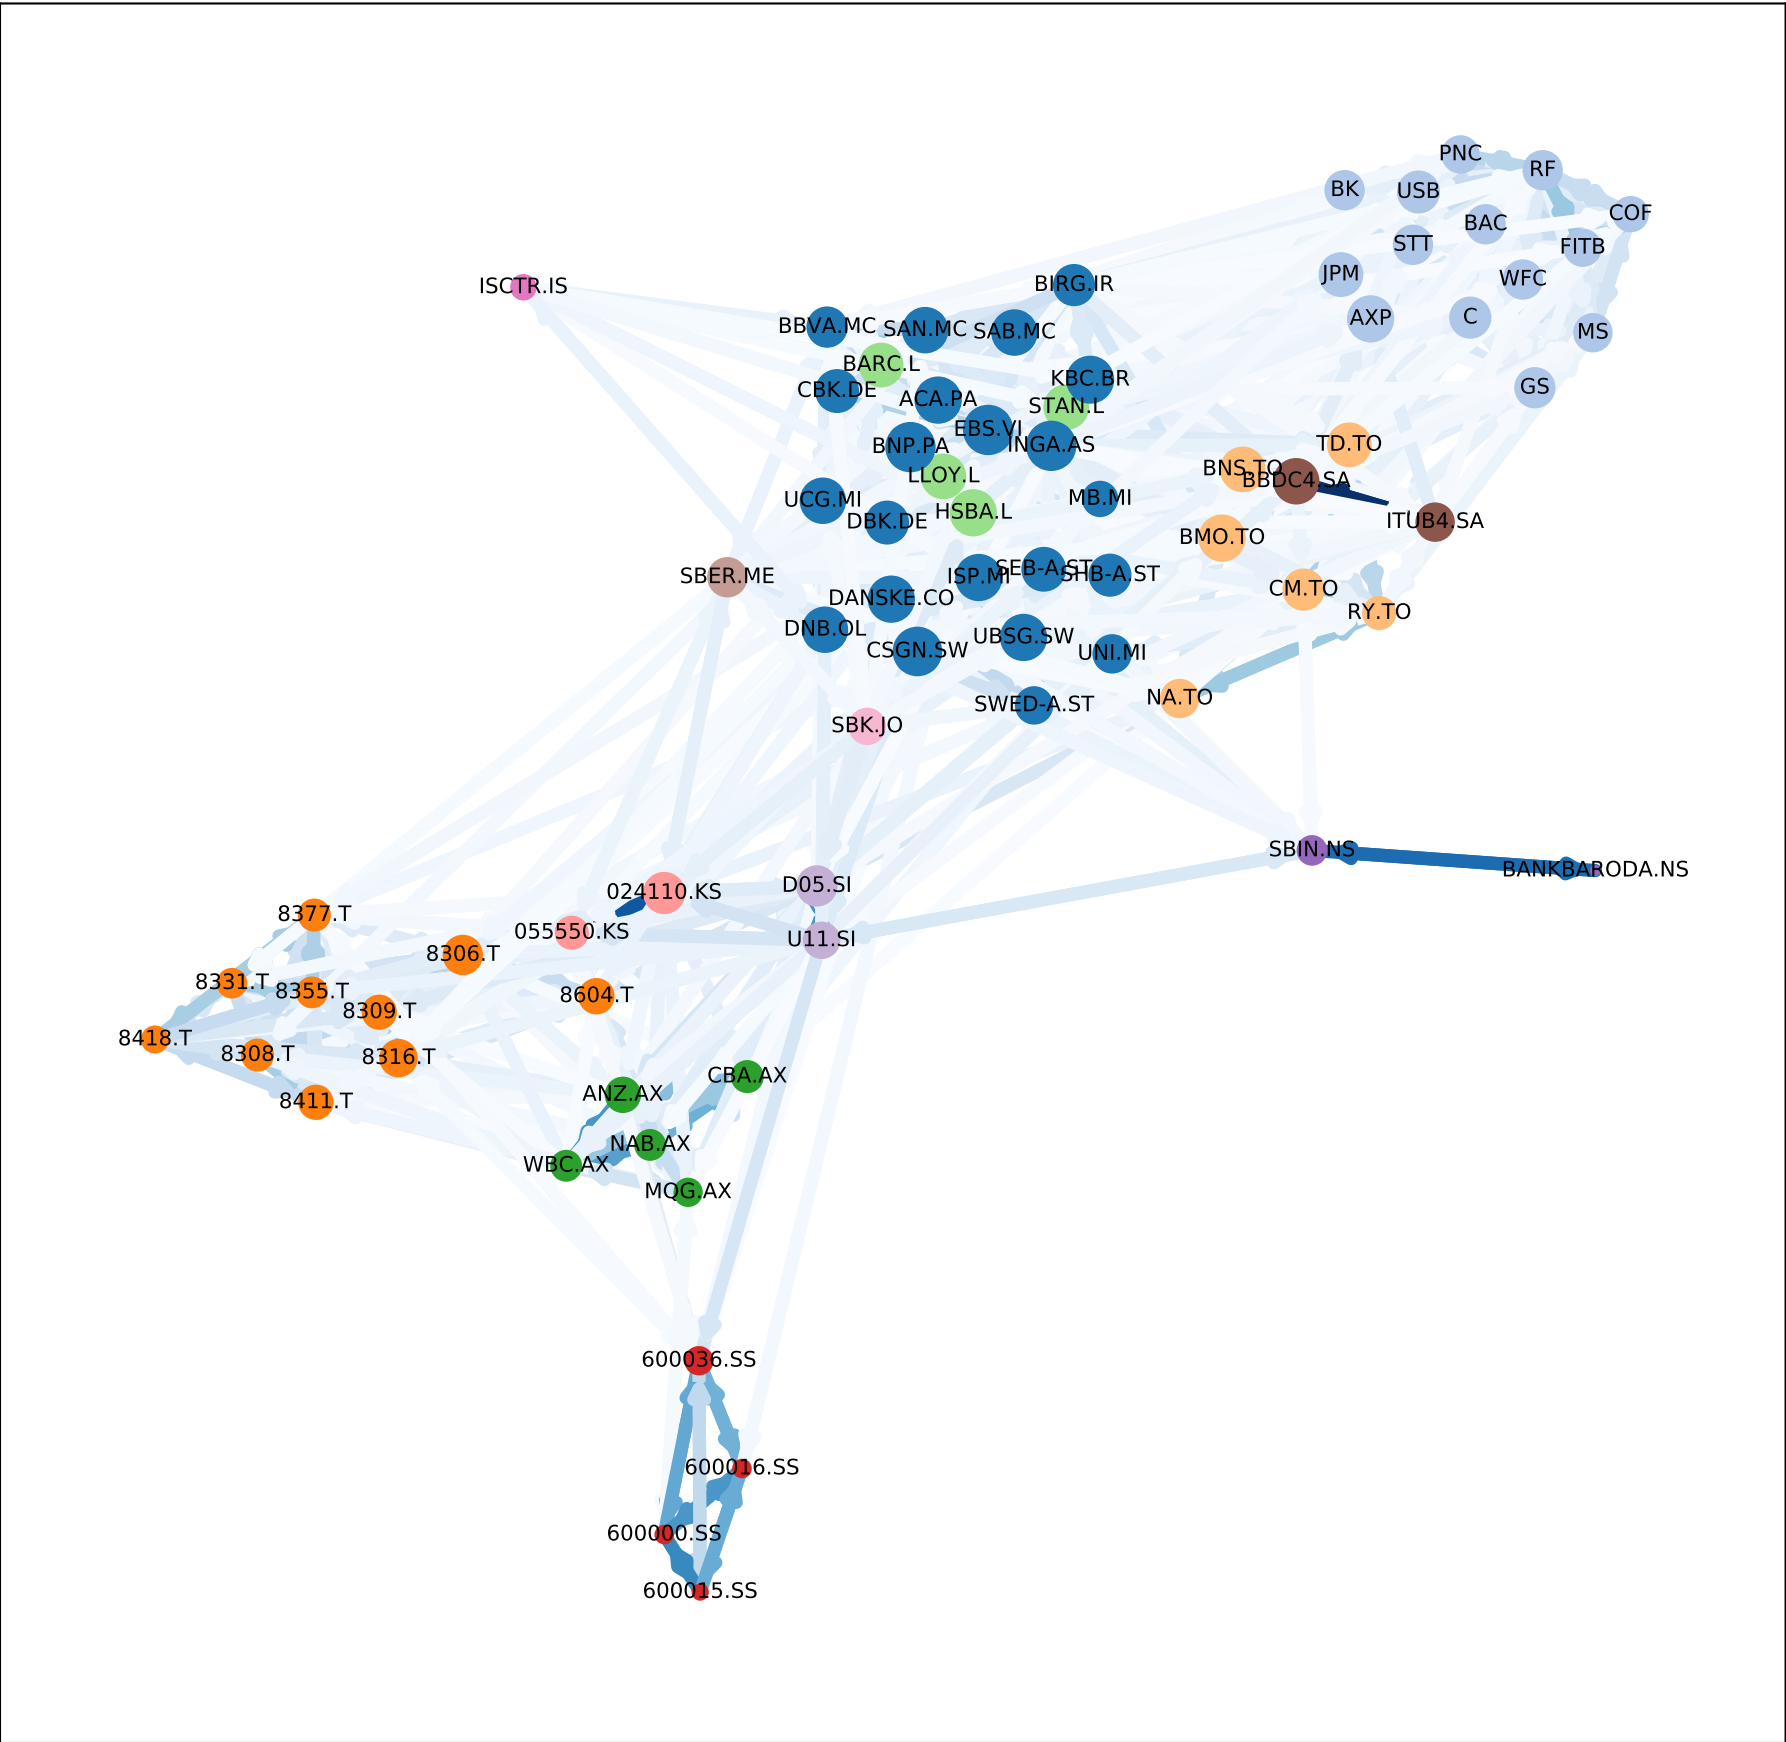 PNC
RF
BK
USB
COF
BAC
STT
FITB
JPM
WFC
ISCTR.IS
BIRG.IR
AXP
C
MS
BBVA.MC
SAN.MC
SAB.MC
BARC.L
CBK.DE
KBC.BR
GS
ACA.PA
STAN.L
EBS.VI
BNP.PA
INGA.AS
TD.TO
LLOY.L
BNS.TO
BBDC4.SA
UCG.MI
MB.MI
DBK.DE
HSBA.L
ITUB4.SA
BMO.TO
SBER.ME
ISP.MI
SEB-A.ST
SHB-A.ST
DANSKE.CO
CM.TO
RY.TO
DNB.OL
CSGN.SW
UBSG.SW
UNI.MI
SWED-A.ST
NA.TO
SBK.JO
SBIN.NS
BANKBARODA.NS
024110.KS
D05.SI
8377.T
055550.KS
U11.SI
8306.T
8331.T
8355.T
8604.T
8309.T
8418.T
8308.T
8316.T
8411.T
CBA.AX
ANZ.AX
NAB.AX
WBC.AX
MQG.AX
600036.SS
600016.SS
600000.SS
600015.SS